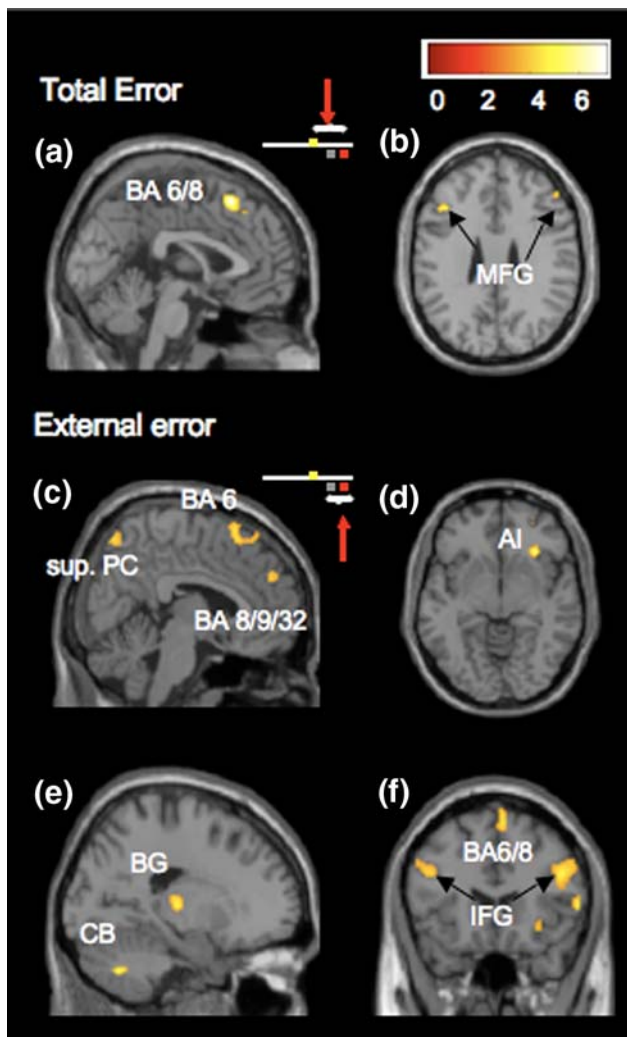 Total Error
0 2 4 6
(a)
BA 6/8
(b)
MFG
External error
(c)
BA 6
sup. PC
BA 8/9/32
(d)
AI
(e)
BG
CB
(f)
BA6/8
IFG